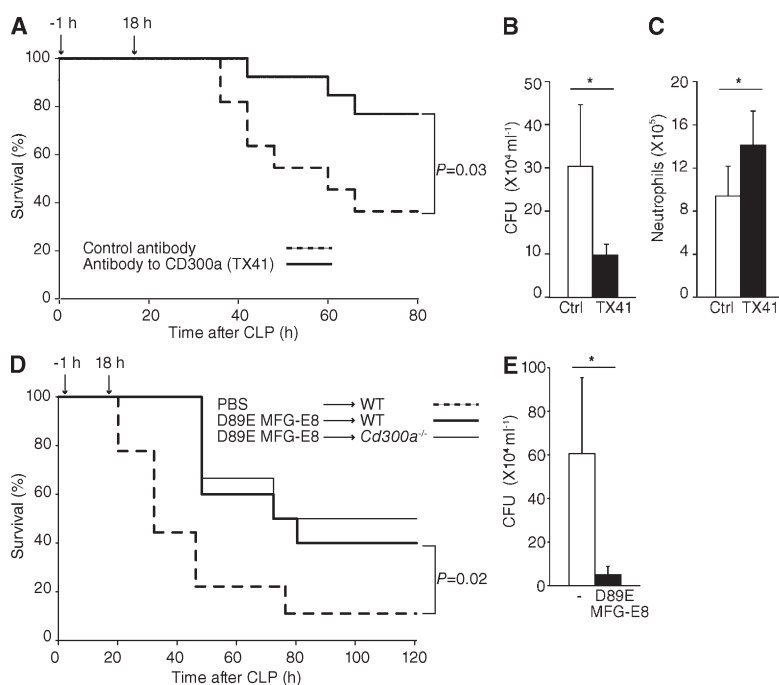 A
-1 h
18 h
100
80
60
40
20
0
Survival (%)
0
20
40
60
80
Time after CLP (h)
Control antibody
Antibody to CD300a (TX41)
P=0.03
B
*
50
40
30
20
10
0
CFU (X10⁴ ml⁻¹)
Ctrl TX41
C
*
20
16
12
8
4
0
Neutrophils (X10⁵)
Ctrl TX41
D
-1 h
18 h
100
80
60
40
20
0
Survival (%)
0
20
40
60
80
100
120
Time after CLP (h)
PBS → WT
D89E MFG-E8 → WT
D89E MFG-E8 → Cd300a⁻/⁻
P=0.02
E
*
100
80
60
40
20
0
CFU (X10⁴ ml⁻¹)
- D89E
MFG-E8